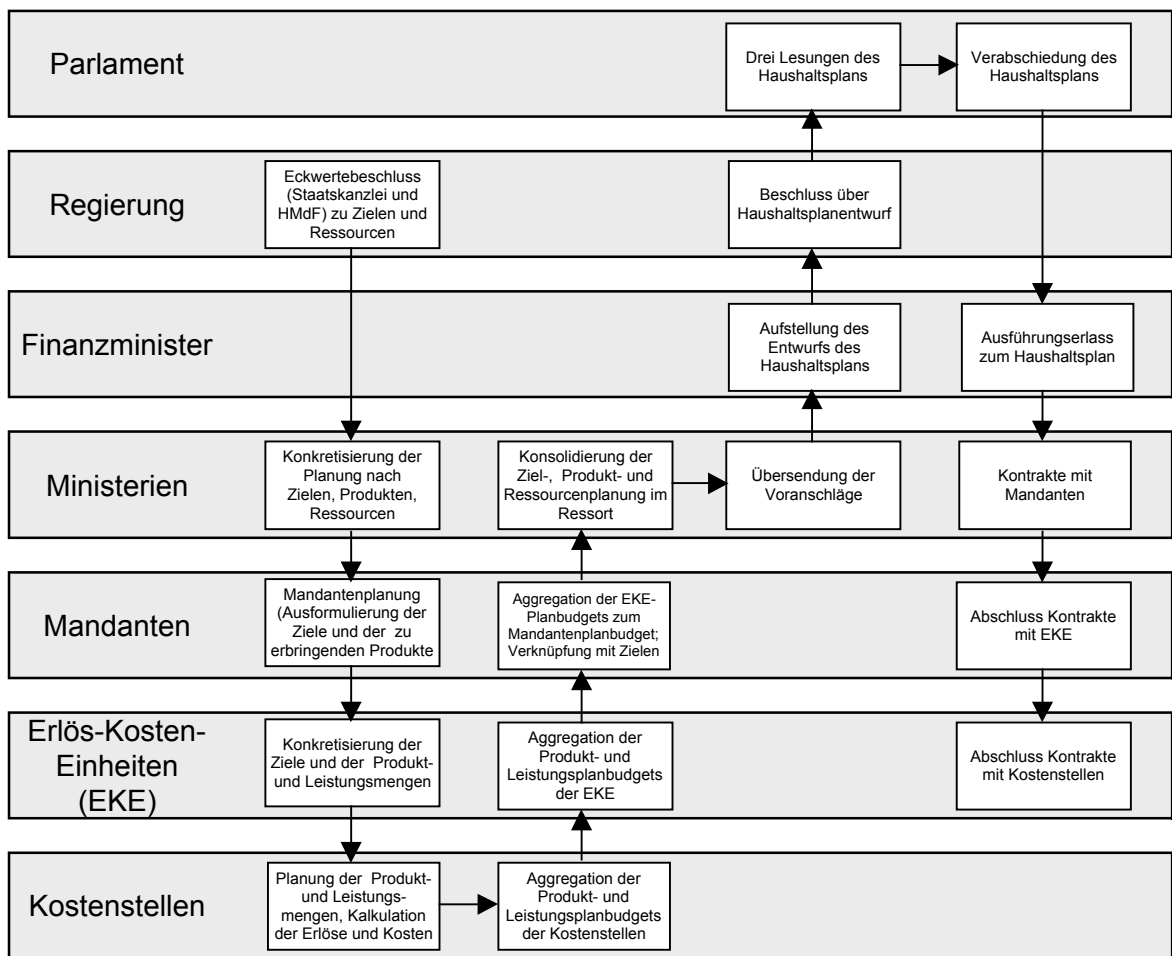 Parlament
Drei Lesungen des
Haushaltsplans
Verabschiedung des
Haushaltsplans
Regierung
Eckwertebeschluss
(Staatskanzlei und
HMdF) zu Zielen und
Ressourcen
Beschluss über
Haushaltsplanentwurf
Finanzminister
Aufstellung des
Entwurfs des
Haushaltsplans
Ausführungserlass
zum Haushaltsplan
Ministerien
Konkretisierung der
Planung nach
Zielen, Produkten,
Ressourcen
Konsolidierung der
Ziel-, Produkt- und
Ressourcenplanung im
Ressort
Übersendung der
Voranschläge
Kontrakte mit
Mandanten
Mandanten
Mandantenplanung
(Ausformulierung der
Ziele und der zu
erbringenden Produkte
Aggregation der EKE-
Planbudgets zum
Mandantenplanbudget;
Verknüpfung mit Zielen
Abschluss Kontrakte
mit EKE
Erlös-Kosten-
Einheiten
(EKE)
Konkretisierung der
Ziele und der Produkt-
und Leistungsmengen
Aggregation der
Produkt- und
Leistungsplanbudgets
der EKE
Abschluss Kontrakte
mit Kostenstellen
Kostenstellen
Planung der Produkt-
und Leistungs-
mengen, Kalkulation
der Erlöse und Kosten
Aggregation der
Produkt- und
Leistungsplanbudgets
der Kostenstellen